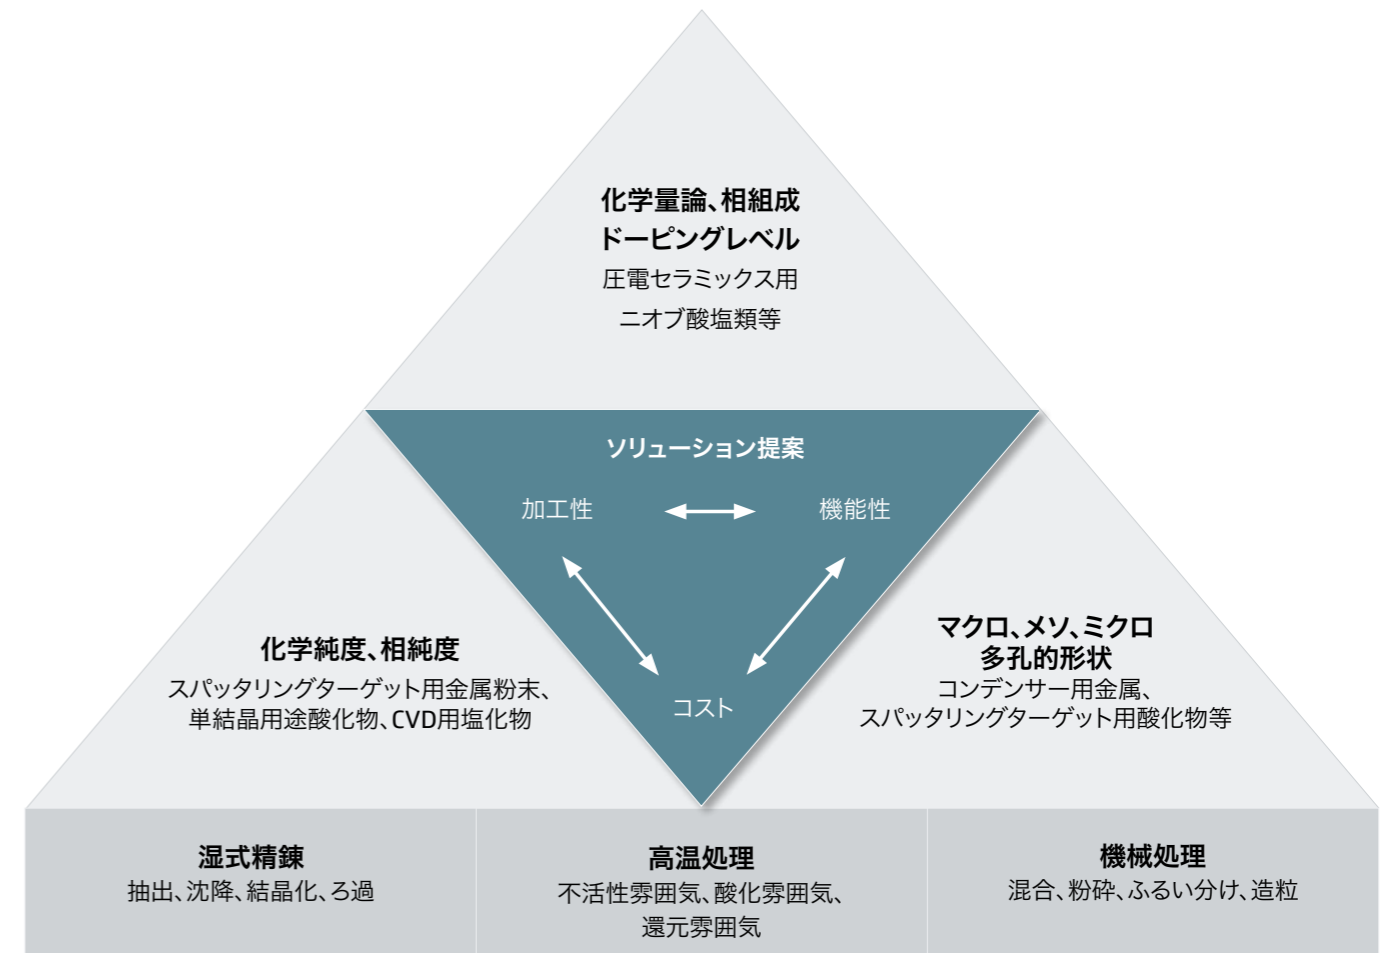 化学量論、相組成
ドーピングレベル
圧電セラミックス用
ニオブ酸塩類等
ソリューション提案
加工性
機能性
コスト
化学純度、相純度
スパッタリングターゲット用金属粉末、
単結晶用途酸化物、CVD用塩化物
マクロ、メソ、ミクロ
多孔的形状
コンデンサー用金属、
スパッタリングターゲット用酸化物等
湿式精錬
抽出、沈降、結晶化、ろ過
高温処理
不活性雰囲気、酸化雰囲気、
還元雰囲気
機械処理
混合、粉砕、ふるい分け、造粒